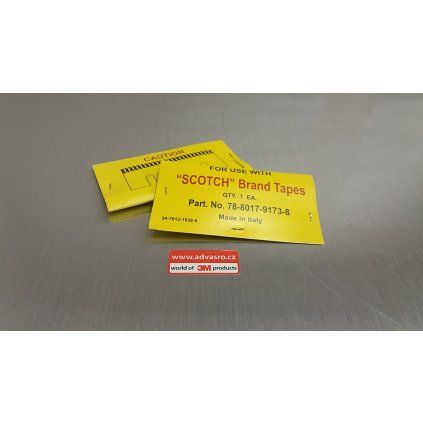 CAUTION
FOR USE WITH
"SCOTCH" Brand Tapes
QTY. 1 EA.
Part. No. 78-8017-9173-8
Made in Italy
www.advasro.cz
world of 3M products